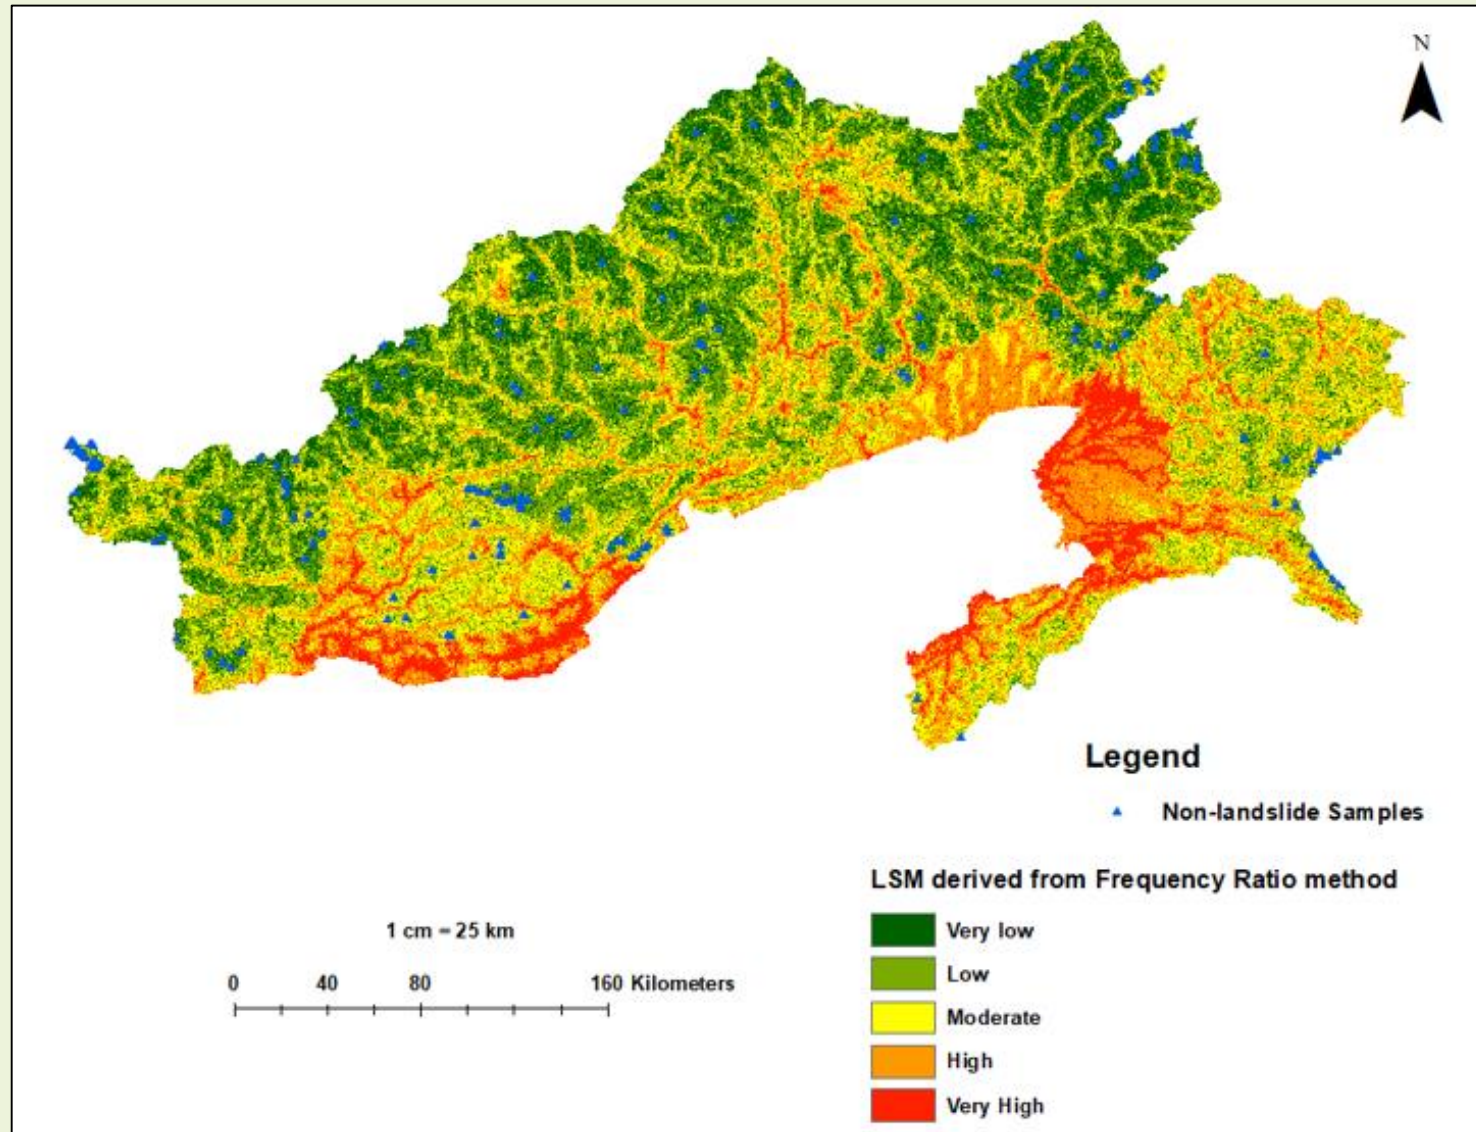 N
Legend
Non-landslide Samples
LSM derived from Frequency Ratio method
Very low
Low
Moderate
High
Very High
1 cm = 25 km
0 40 80 160 Kilometers